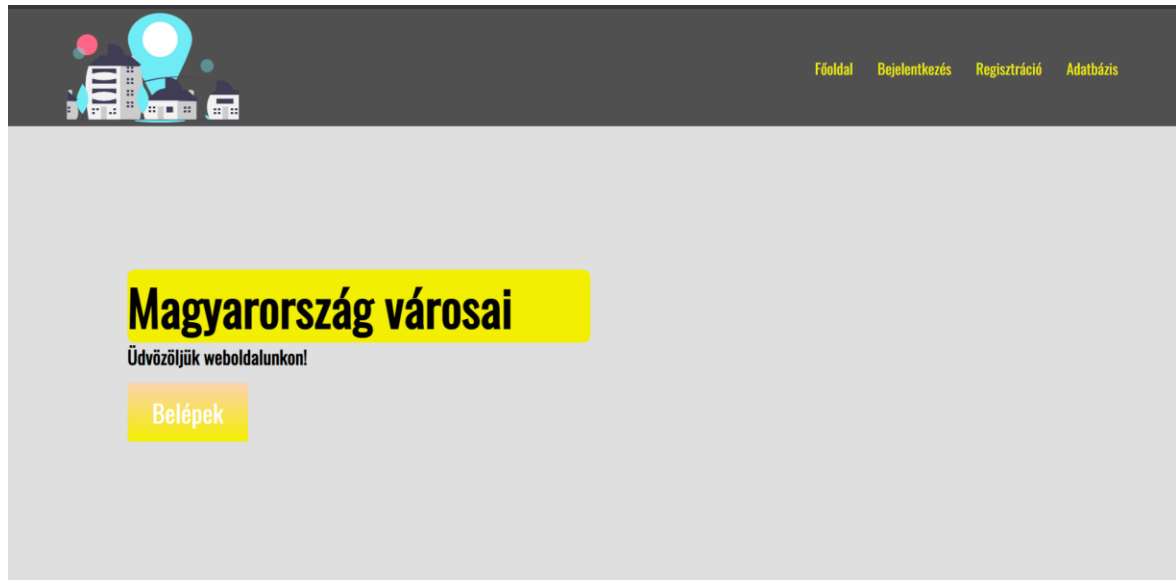 Főoldal Bejelentkezés Regisztráció Adatbázis
Magyarország városai
Üdvözöljük weboldalunkon!
Belépek